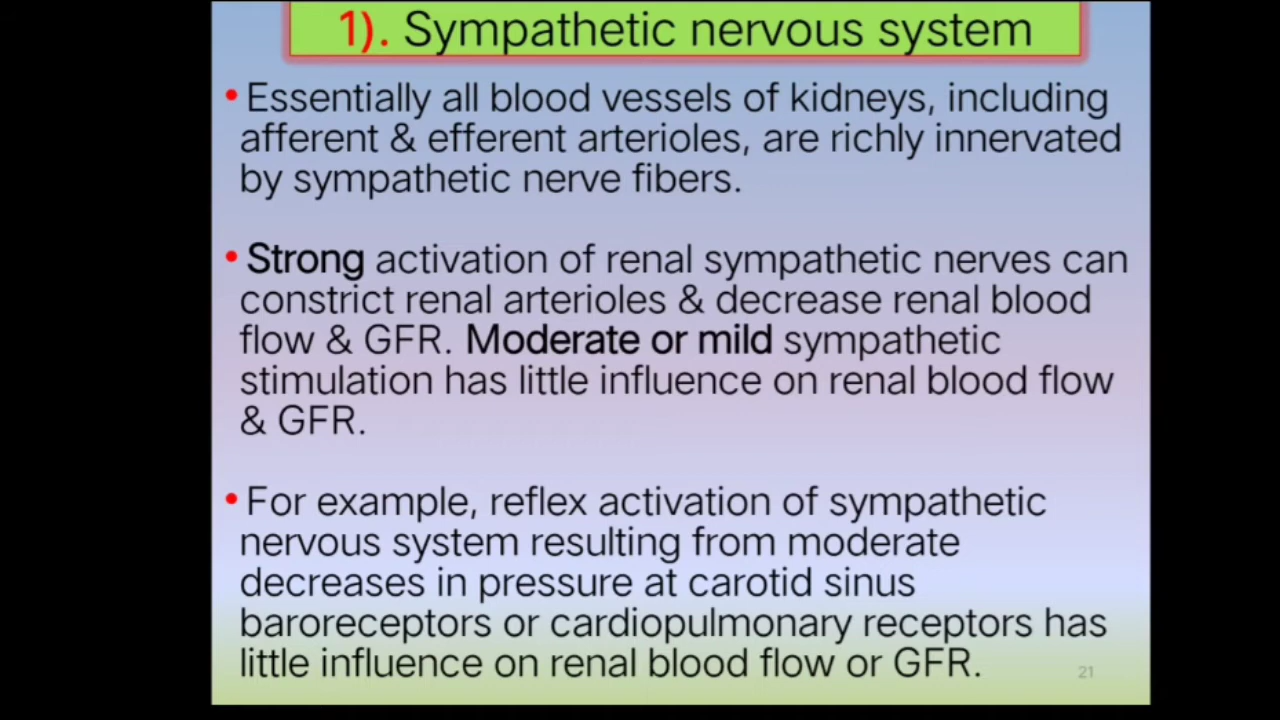 1). Sympathetic nervous system
• Essentially all blood vessels of kidneys, including
afferent & efferent arterioles, are richly innervated
by sympathetic nerve fibers.
• Strong activation of renal sympathetic nerves can
constrict renal arterioles & decrease renal blood
flow & GFR. Moderate or mild sympathetic
stimulation has little influence on renal blood flow
& GFR.
• For example, reflex activation of sympathetic
nervous system resulting from moderate
decreases in pressure at carotid sinus
baroreceptors or cardiopulmonary receptors has
little influence on renal blood flow or GFR.
21